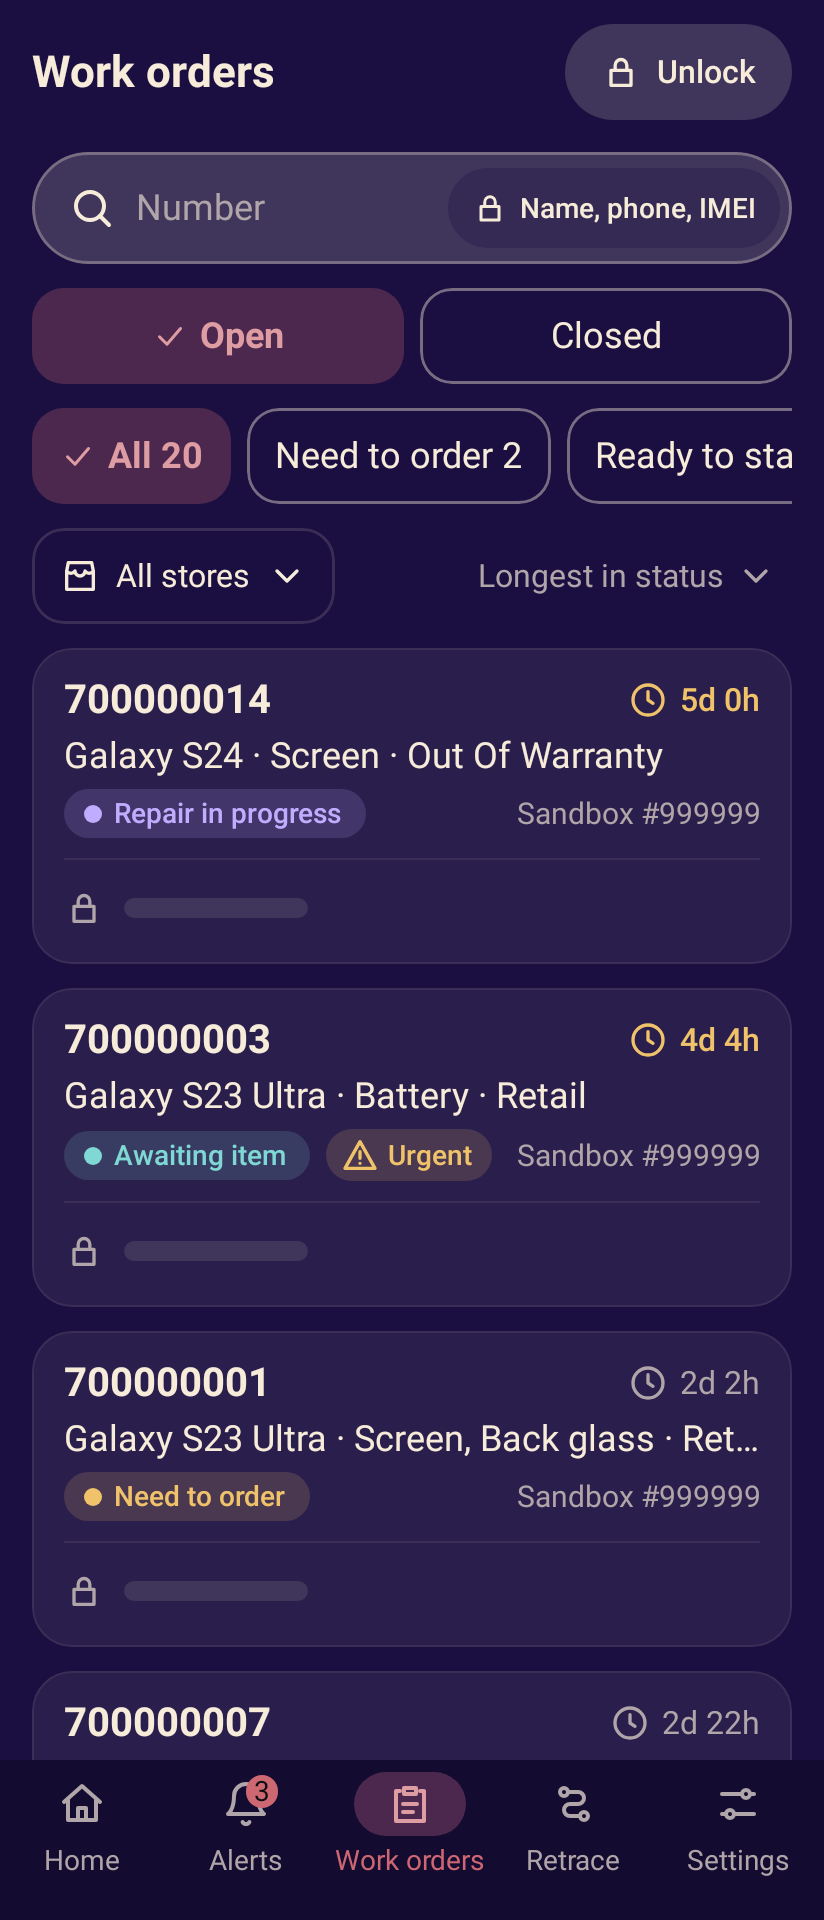 Work orders
Unlock
Number
Name, phone, IMEI
Open
Closed
All 20
Need to order 2
Ready to sta
All stores
Longest in status
700000014
5d 0h
Galaxy S24 · Screen · Out Of Warranty
Repair in progress
Sandbox #999999
700000003
4d 4h
Galaxy S23 Ultra · Battery · Retail
Awaiting item
Urgent
Sandbox #999999
700000001
2d 2h
Galaxy S23 Ultra · Screen, Back glass · Ret…
Need to order
Sandbox #999999
700000007
2d 22h
3
Home
Alerts
Work orders
Retrace
Settings